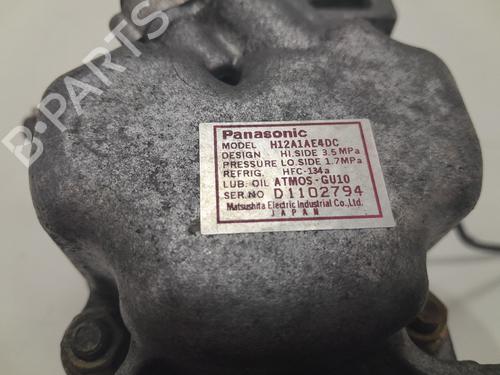 Panasonic
MODEL H12A1AE4DC
DESIGN HI.SIDE 3.5MPa
PRESSURE LO.SIDE 1.7MPa
REFRIG. HFC-134a
LUB. OIL ATMOS-GU10
SER.NO D1102794
Matsushita Electric Industrial Co.,Ltd.
JAPAN